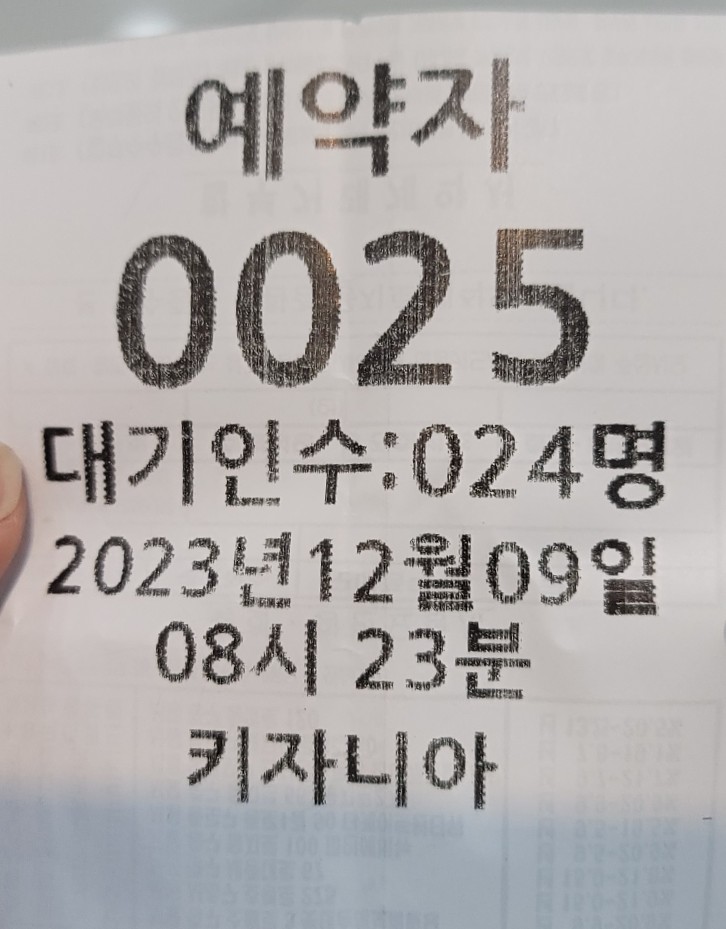 예약자
0025
대기인수:024명
2023년12월09일
08시 23분
키자니아